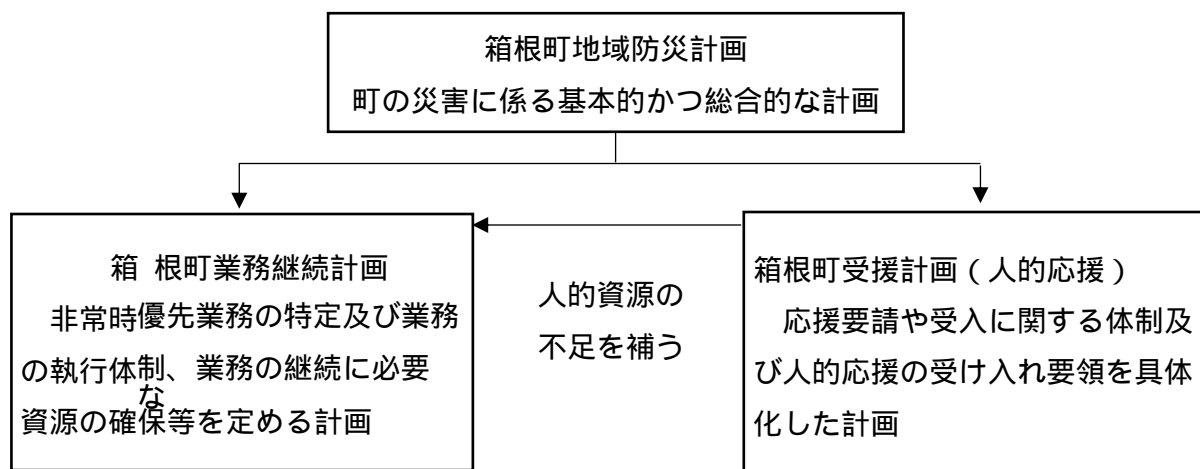 箱根町地域防災計画
町の災害に係る基本的かつ総合的な計画
箱 根町業務継続計画
非常時優先業務の特定及び業務
の執行体制、業務の継続に必要
な
資源の確保等を定める計画
人的資源の
不足を補う
箱根町受援計画(人的応援)
応援要請や受入に関する体制及
び人的応援の受け入れ要領を具体
化した計画